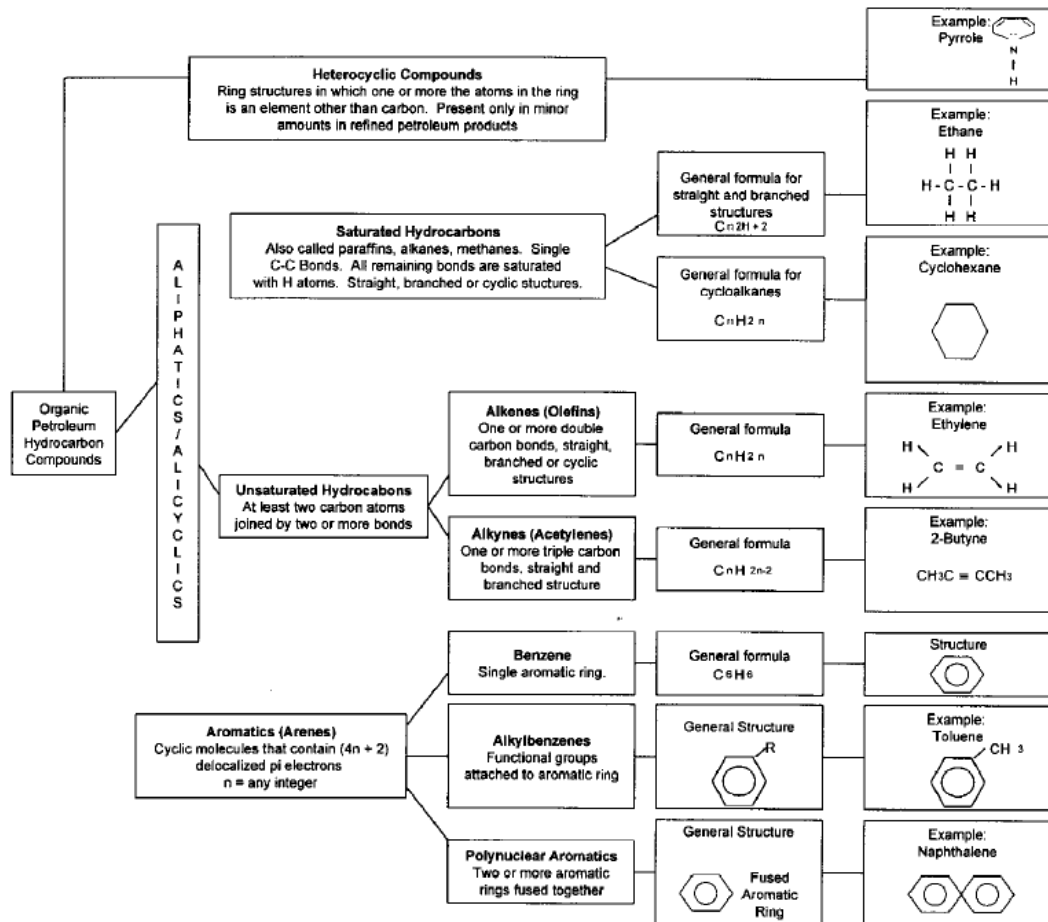 Example:
Pyrrole
N
H
Heterocyclic Compounds
Ring structures in which one or more the atoms in the ring
is an element other than carbon. Present only in minor
amounts in refined petroleum products
Example:
Ethane
H H
H - C - C - H
H H
General formula for
straight and branched
structures
Cn2H + 2
Saturated Hydrocarbons
Also called paraffins, alkanes, methanes. Single
C-C Bonds. All remaining bonds are saturated
with H atoms. Straight, branched or cyclic stuctures.
General formula for
cycloalkanes
CnH2n
Example:
Cyclohexane
ALIPHATICS/ALICYCLICS
Organic
Petroleum
Hydrocarbon
Compounds
Unsaturated Hydrocabons
At least two carbon atoms
joined by two or more bonds
Alkenes (Olefins)
One or more double
carbon bonds, straight,
branched or cyclic
structures
General formula
CnH2n
Example:
Ethylene
H H
C = C
H H
Alkynes (Acetylenes)
One or more triple carbon
bonds, straight and
branched structure
General formula
CnH2n-2
Example:
2-Butyne
CH3C ≡ CCH3
Aromatics (Arenes)
Cyclic molecules that contain (4n + 2)
delocalized pi electrons
n = any integer
Benzene
Single aromatic ring.
General formula
C6H6
Structure
Alkylbenzenes
Functional groups
attached to aromatic ring
General Structure
R
Example:
Toluene
CH3
Polynuclear Aromatics
Two or more aromatic
rings fused together
General Structure
Fused
Aromatic
Ring
Example:
Naphthalene